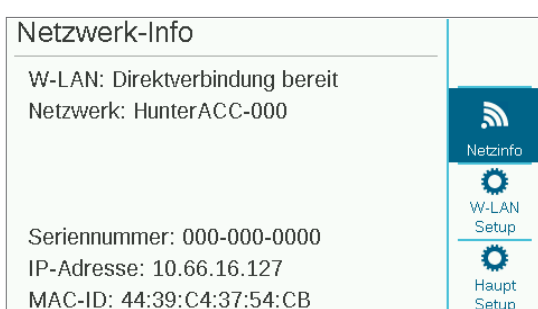 Netzwerk-Info
W-LAN: Direktverbindung bereit
Netzwerk: HunterACC-000
Seriennummer: 000-000-0000
IP-Adresse: 10.66.16.127
MAC-ID: 44:39:C4:37:54:CB
Netzinfo
W-LAN
Setup
Haupt
Setup